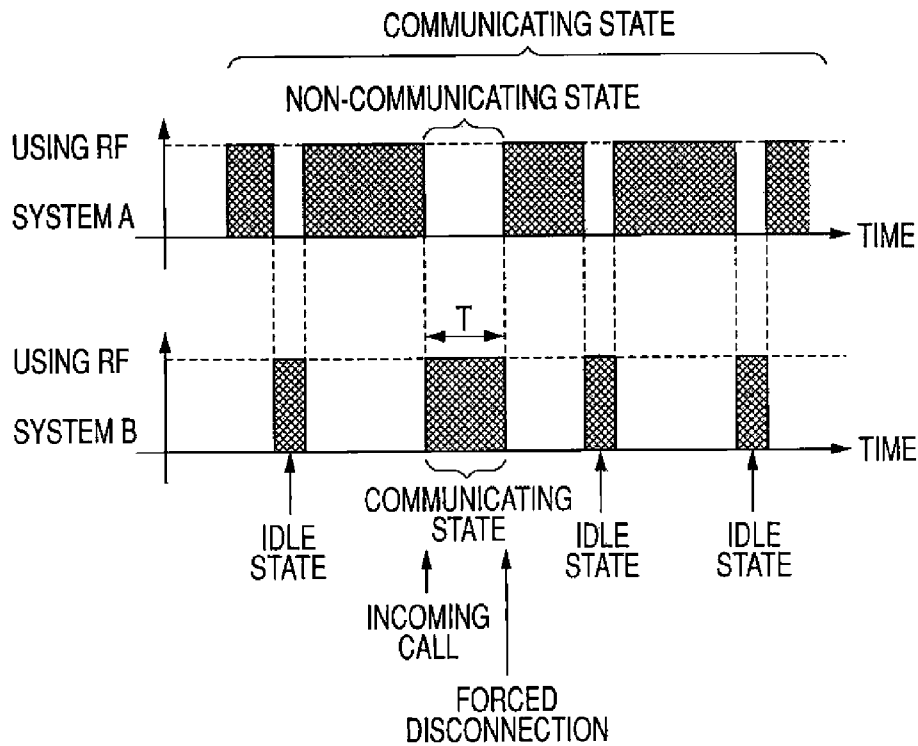 COMMUNICATING STATE
NON-COMMUNICATING STATE
USING RF
SYSTEM A
TIME
T
USING RF
SYSTEM B
TIME
COMMUNICATING
STATE
IDLE
STATE
IDLE
STATE
IDLE
STATE
INCOMING
CALL
FORCED
DISCONNECTION